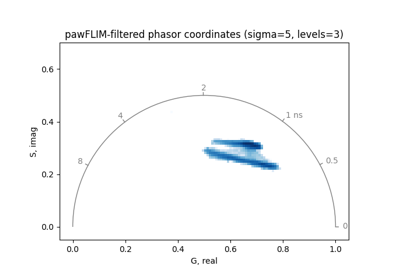 pawFLIM-filtered phasor coordinates (sigma=5, levels=3)
0.6
0.4
0.2
0.0
S, imag
8
4
2
1 ns
0.5
0
0.0 0.2 0.4 0.6 0.8 1.0
G, real